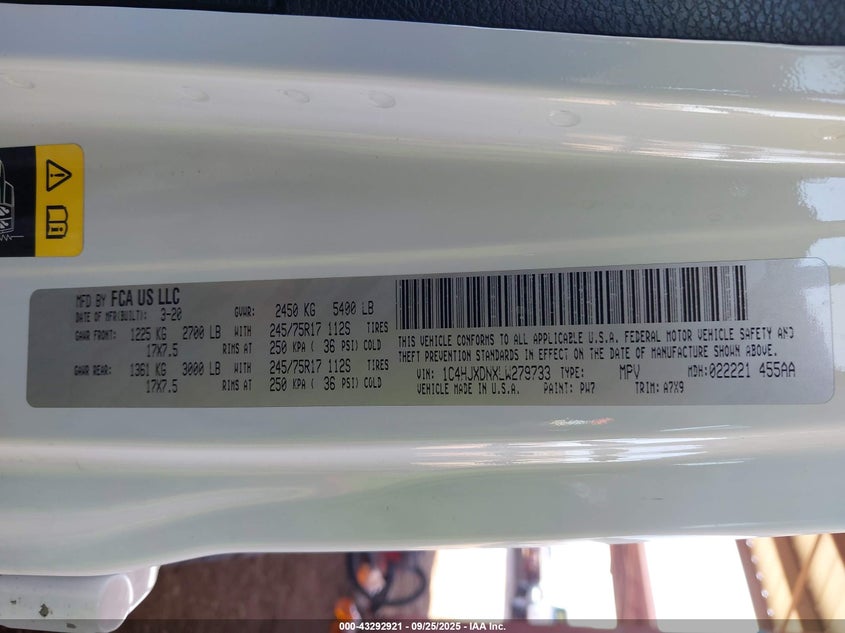 MFD BY FCA US LLC
DATE OF MFR(BUILT): 3-20 GVWR: 2450 KG 5400 LB
GAWR FRONT: 1225 KG 2700 LB WITH 245/75R17 112S TIRES
17X7.5 RIMS AT 250 KPA ( 36 PSI) COLD
GAWR REAR: 1361 KG 3000 LB WITH 245/75R17 112S TIRES
17X7.5 RIMS AT 250 KPA ( 36 PSI) COLD
THIS VEHICLE CONFORMS TO ALL APPLICABLE U.S.A. FEDERAL MOTOR VEHICLE SAFETY AND
THEFT PREVENTION STANDARDS IN EFFECT ON THE DATE OF MANUFACTURE SHOWN ABOVE.
VIN: 1C4HJXDNXLW279733 TYPE: MPV MDH: 022221 455AA
VEHICLE MADE IN U.S.A. PAINT: PW7 TRIM: A7X9
000-43292921 - 09/25/2025 - IAA Inc.